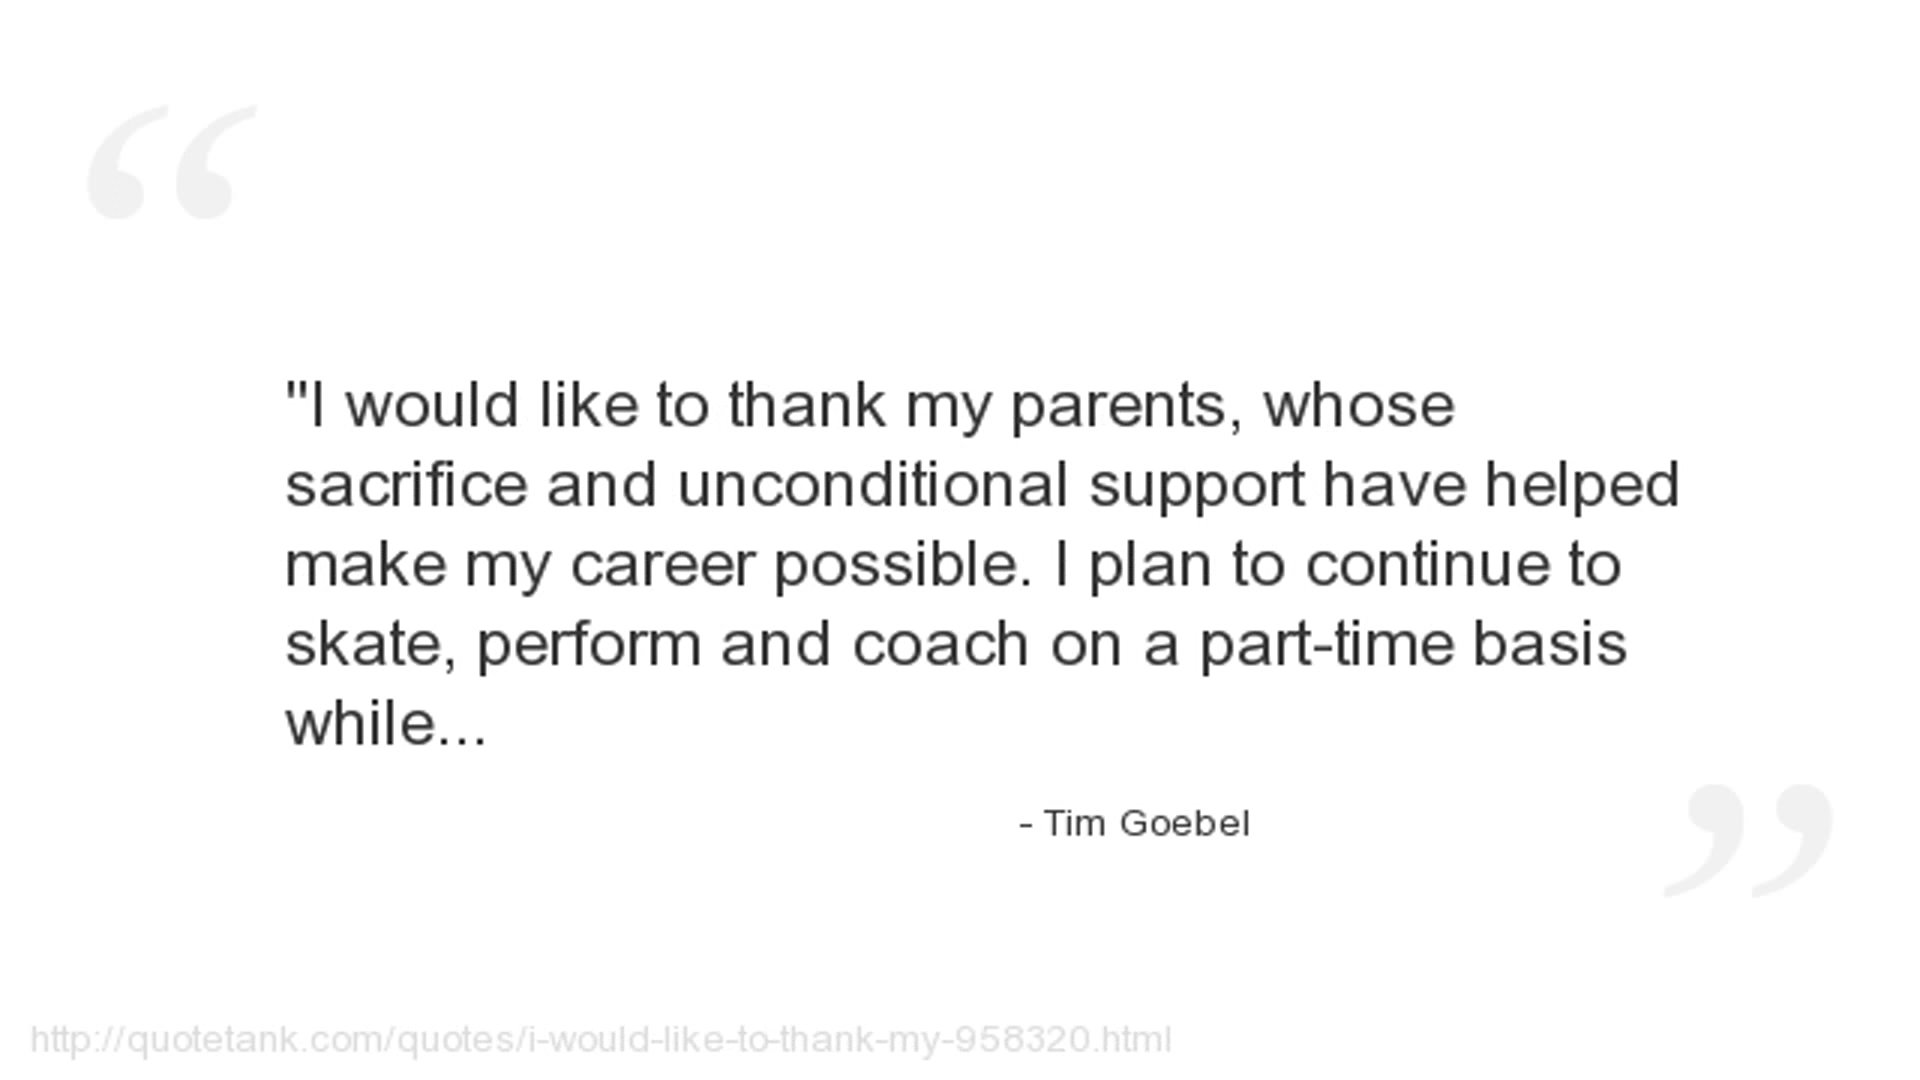 "I would like to thank my parents, whose
sacrifice and unconditional support have helped
make my career possible. I plan to continue to
skate, perform and coach on a part-time basis
while...
- Tim Goebel
http://quotetank.com/quotes/i-would-like-to-thank-my-958320.html